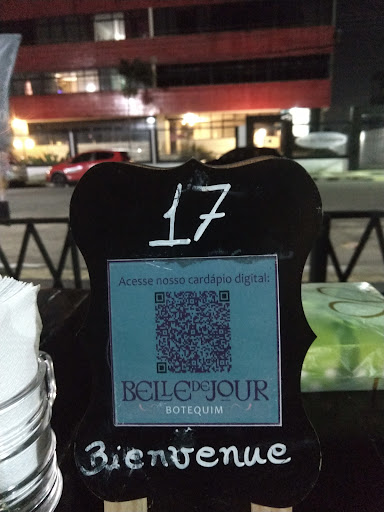 17
Acesse nosso cardápio digital:
BELLE DE JOUR
BOTEQUIM
Bienvenue